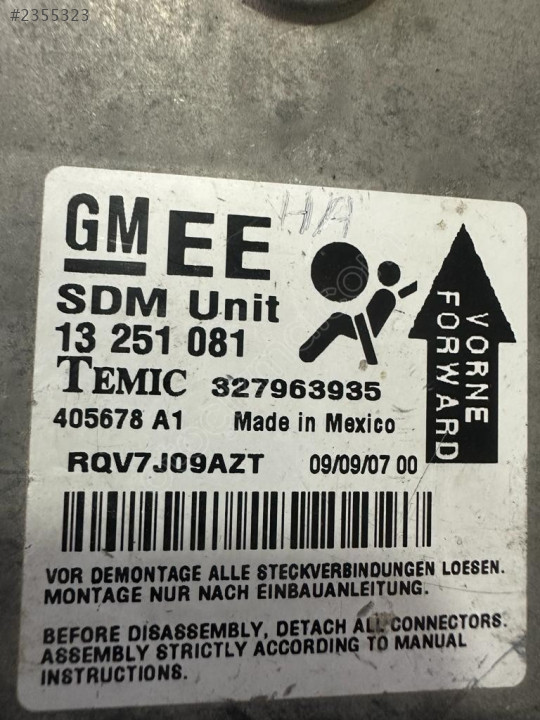 #2355323
HA
GM EE
SDM Unit
13 251 081
TEMIC 327963935
405678 A1 Made in Mexico
RQV7J09AZT 09/09/07 00
VORNE
FORWARD
VOR DEMONTAGE ALLE STECKVERBINDUNGEN LOESEN.
MONTAGE NUR NACH EINBAUANLEITUNG.
BEFORE DISASSEMBLY, DETACH ALL CONNECTORS.
ASSEMBLY STRICTLY ACCORDING TO MANUAL
INSTRUCTIONS.